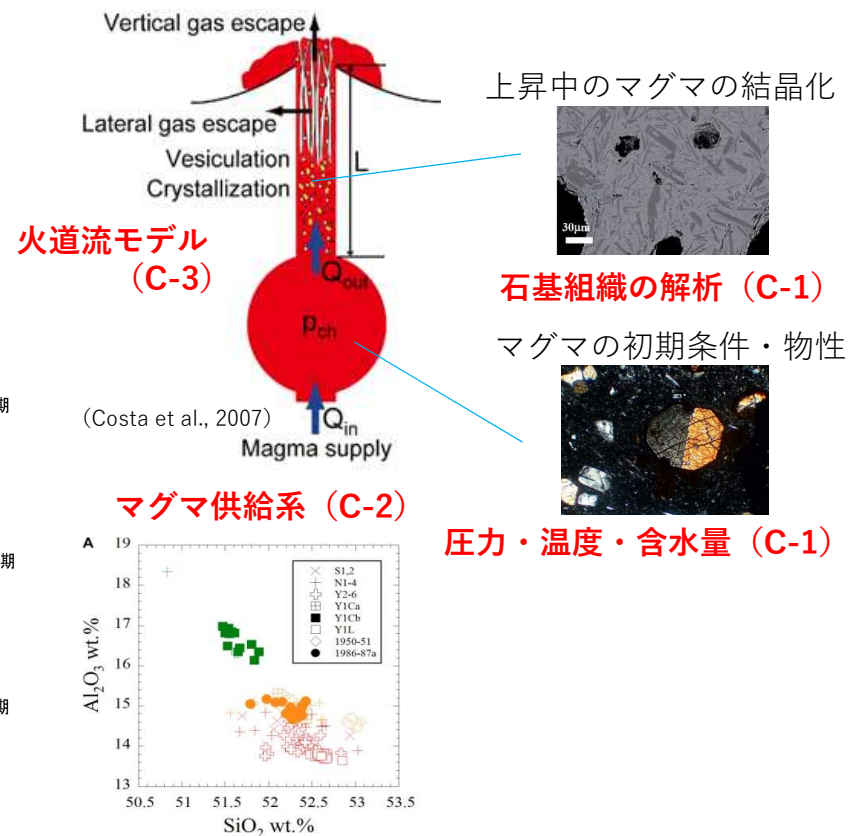 Vertical gas escape
Lateral gas escape
Vesiculation
Crystallization
L
火道流モデル
（C-3）
Q_out
p_ch
(Costa et al., 2007)
Q_in
Magma supply
マグマ供給系（C-2）
上昇中のマグマの結晶化
30μm
石基組織の解析（C-1）
マグマの初期条件・物性
圧力・温度・含水量（C-1）
期
期
期
A
19
18
17
16
15
14
13
Al₂O₃ wt.%
S1,2
N1-4
Y2-6
Y1Ca
Y1Cb
Y1L
1950-51
1986-87a
50.5 51 51.5 52 52.5 53 53.5
SiO₂ wt.%